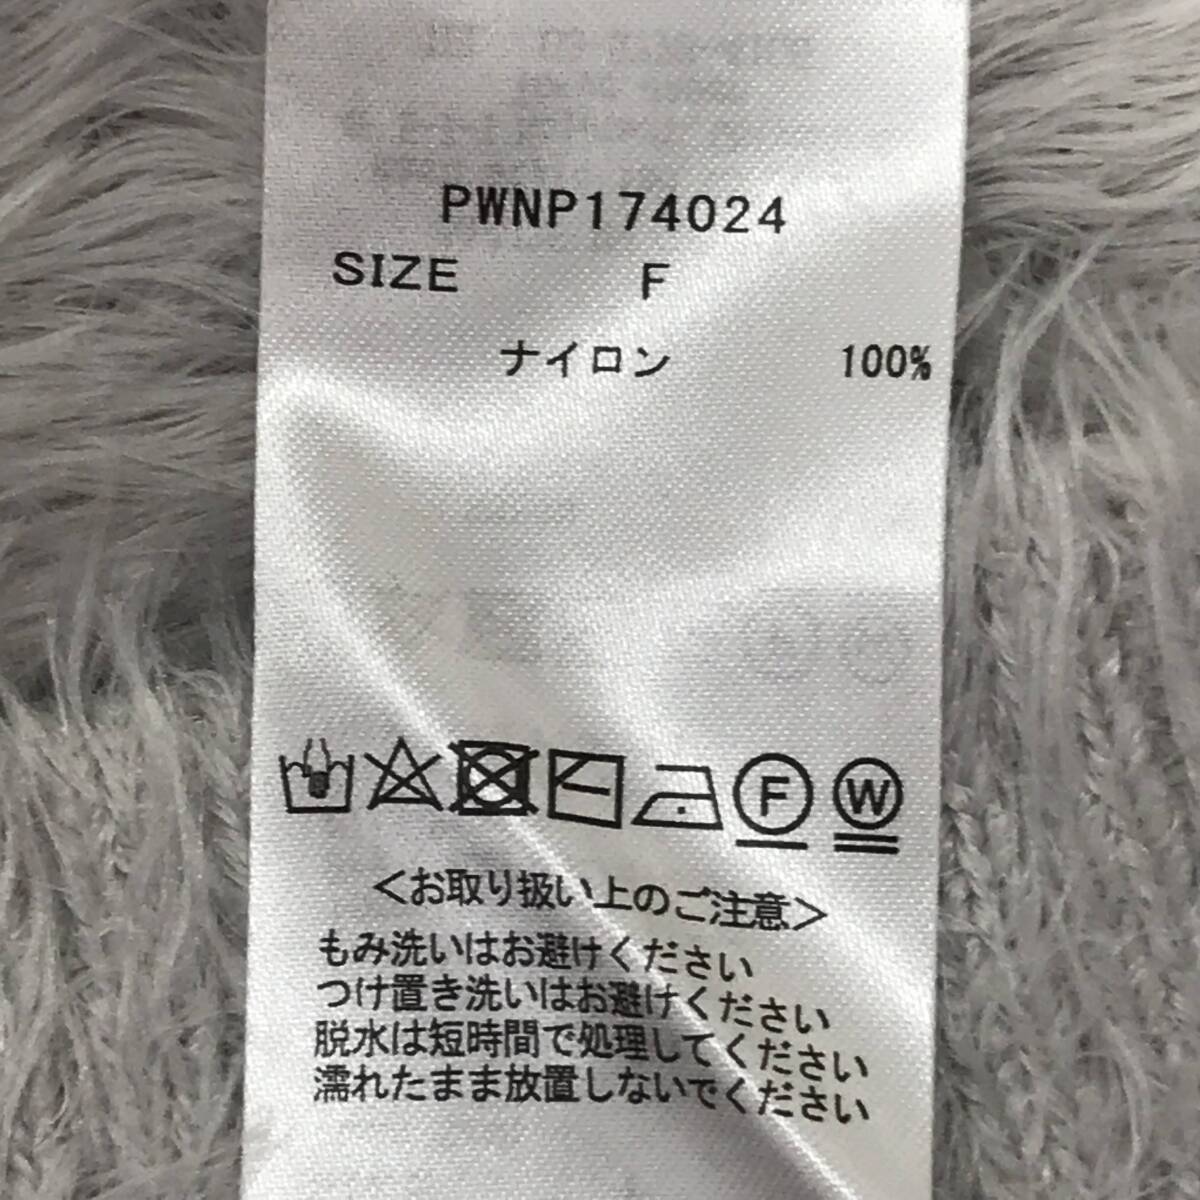 PWNP174024
SIZE F
ナイロン 100%
F W
<お取り扱い上のご注意>
もみ洗いはお避けください
つけ置き洗いはお避けください
脱水は短時間で処理してください
濡れたまま放置しないでください